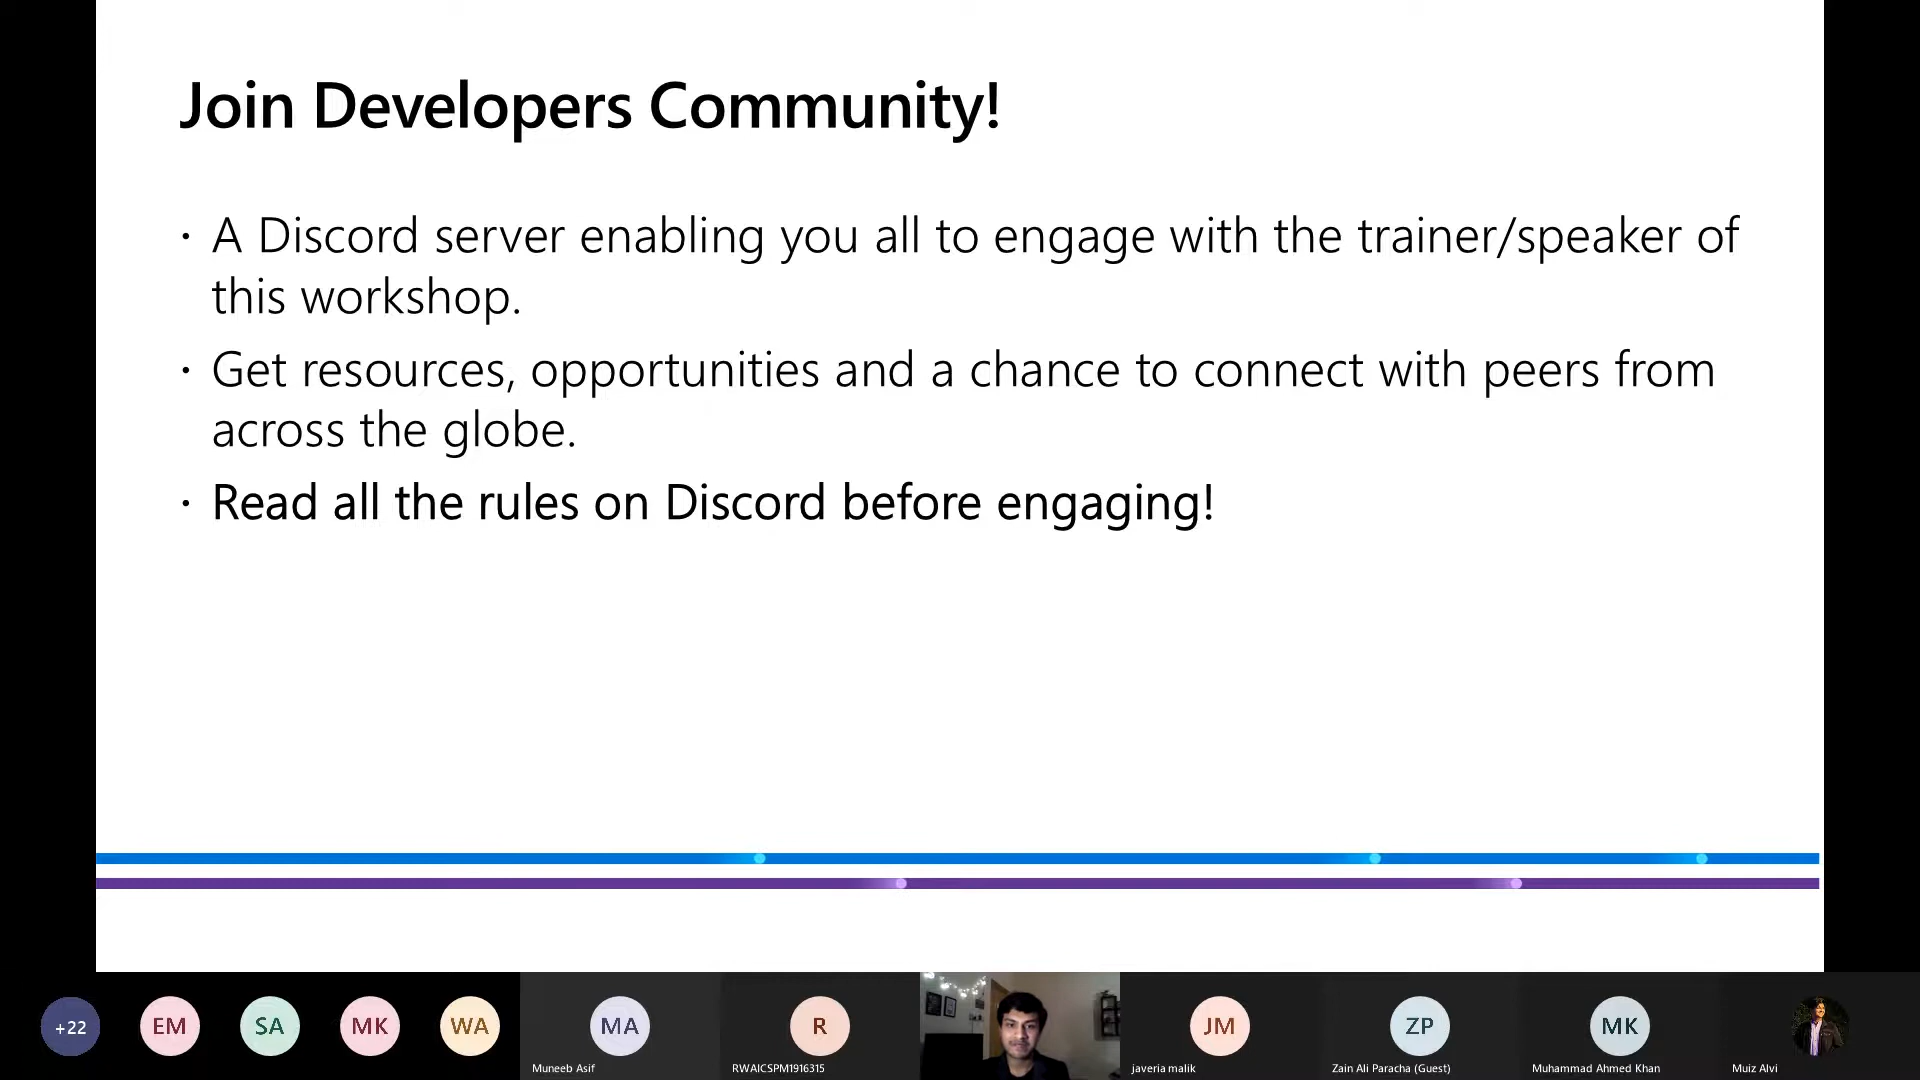 Join Developers Community!
· A Discord server enabling you all to engage with the trainer/speaker of
this workshop.
· Get resources, opportunities and a chance to connect with peers from
across the globe.
· Read all the rules on Discord before engaging!
+22
EM
SA
MK
WA
MA
R
JM
ZP
MK
Muneeb Asif
RWAICSPM1916315
javeria malik
Zain Ali Paracha (Guest)
Muhammad Ahmed Khan
Muiz Alvi